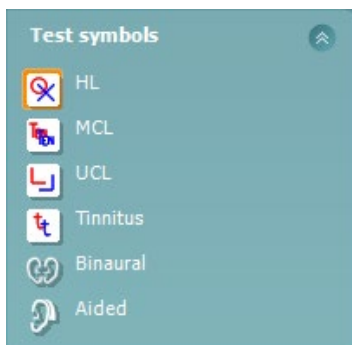 Test symbols
HL
MCL
UCL
Tinnitus
Binaural
Aided